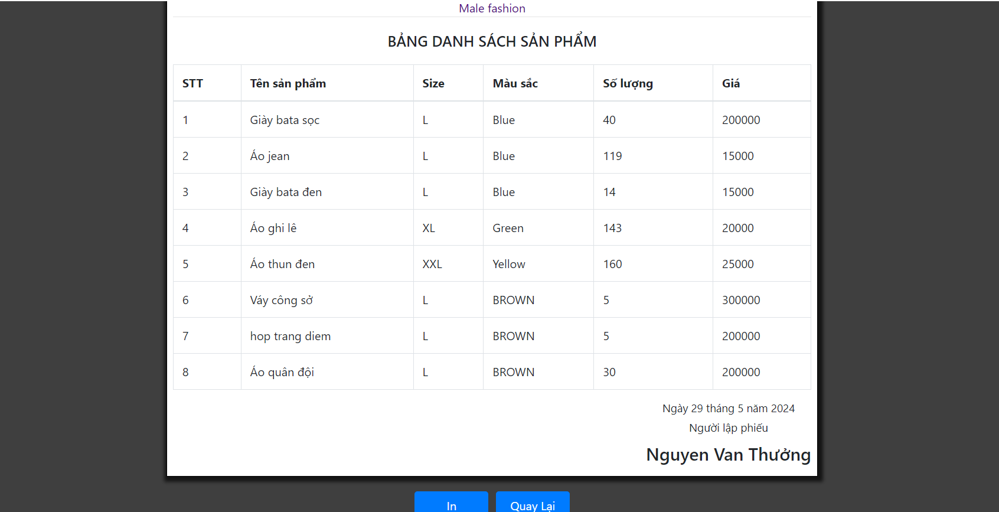 Male fashion
BẢNG DANH SÁCH SẢN PHẨM
STT Tên sản phẩm Size Màu sắc Số lượng Giá
1 Giày bata sọc L Blue 40 200000
2 Áo jean L Blue 119 15000
3 Giày bata đen L Blue 14 15000
4 Áo ghi lê XL Green 143 20000
5 Áo thun đen XXL Yellow 160 25000
6 Váy công sở L BROWN 5 300000
7 hop trang diem L BROWN 5 200000
8 Áo quân đội L BROWN 30 200000
Ngày 29 tháng 5 năm 2024
Người lập phiếu
Nguyen Van Thưởng
In Quay Lại